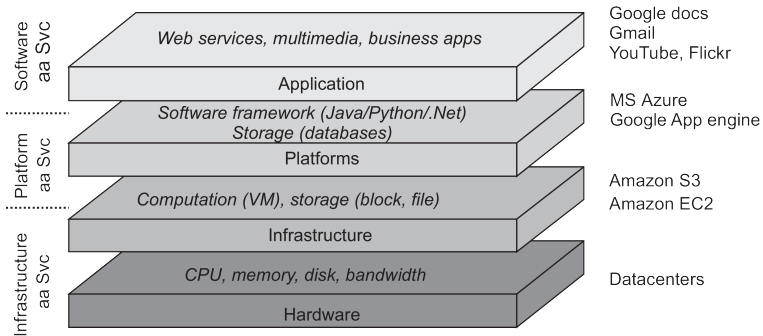 Software
aa Svc
Web services, multimedia, business apps
Application
Google docs
Gmail
YouTube, Flickr
Platform
aa Svc
Software framework (Java/Python/.Net)
Storage (databases)
Platforms
MS Azure
Google App engine
Infrastructure
aa Svc
Computation (VM), storage (block, file)
Infrastructure
Amazon S3
Amazon EC2
CPU, memory, disk, bandwidth
Hardware
Datacenters